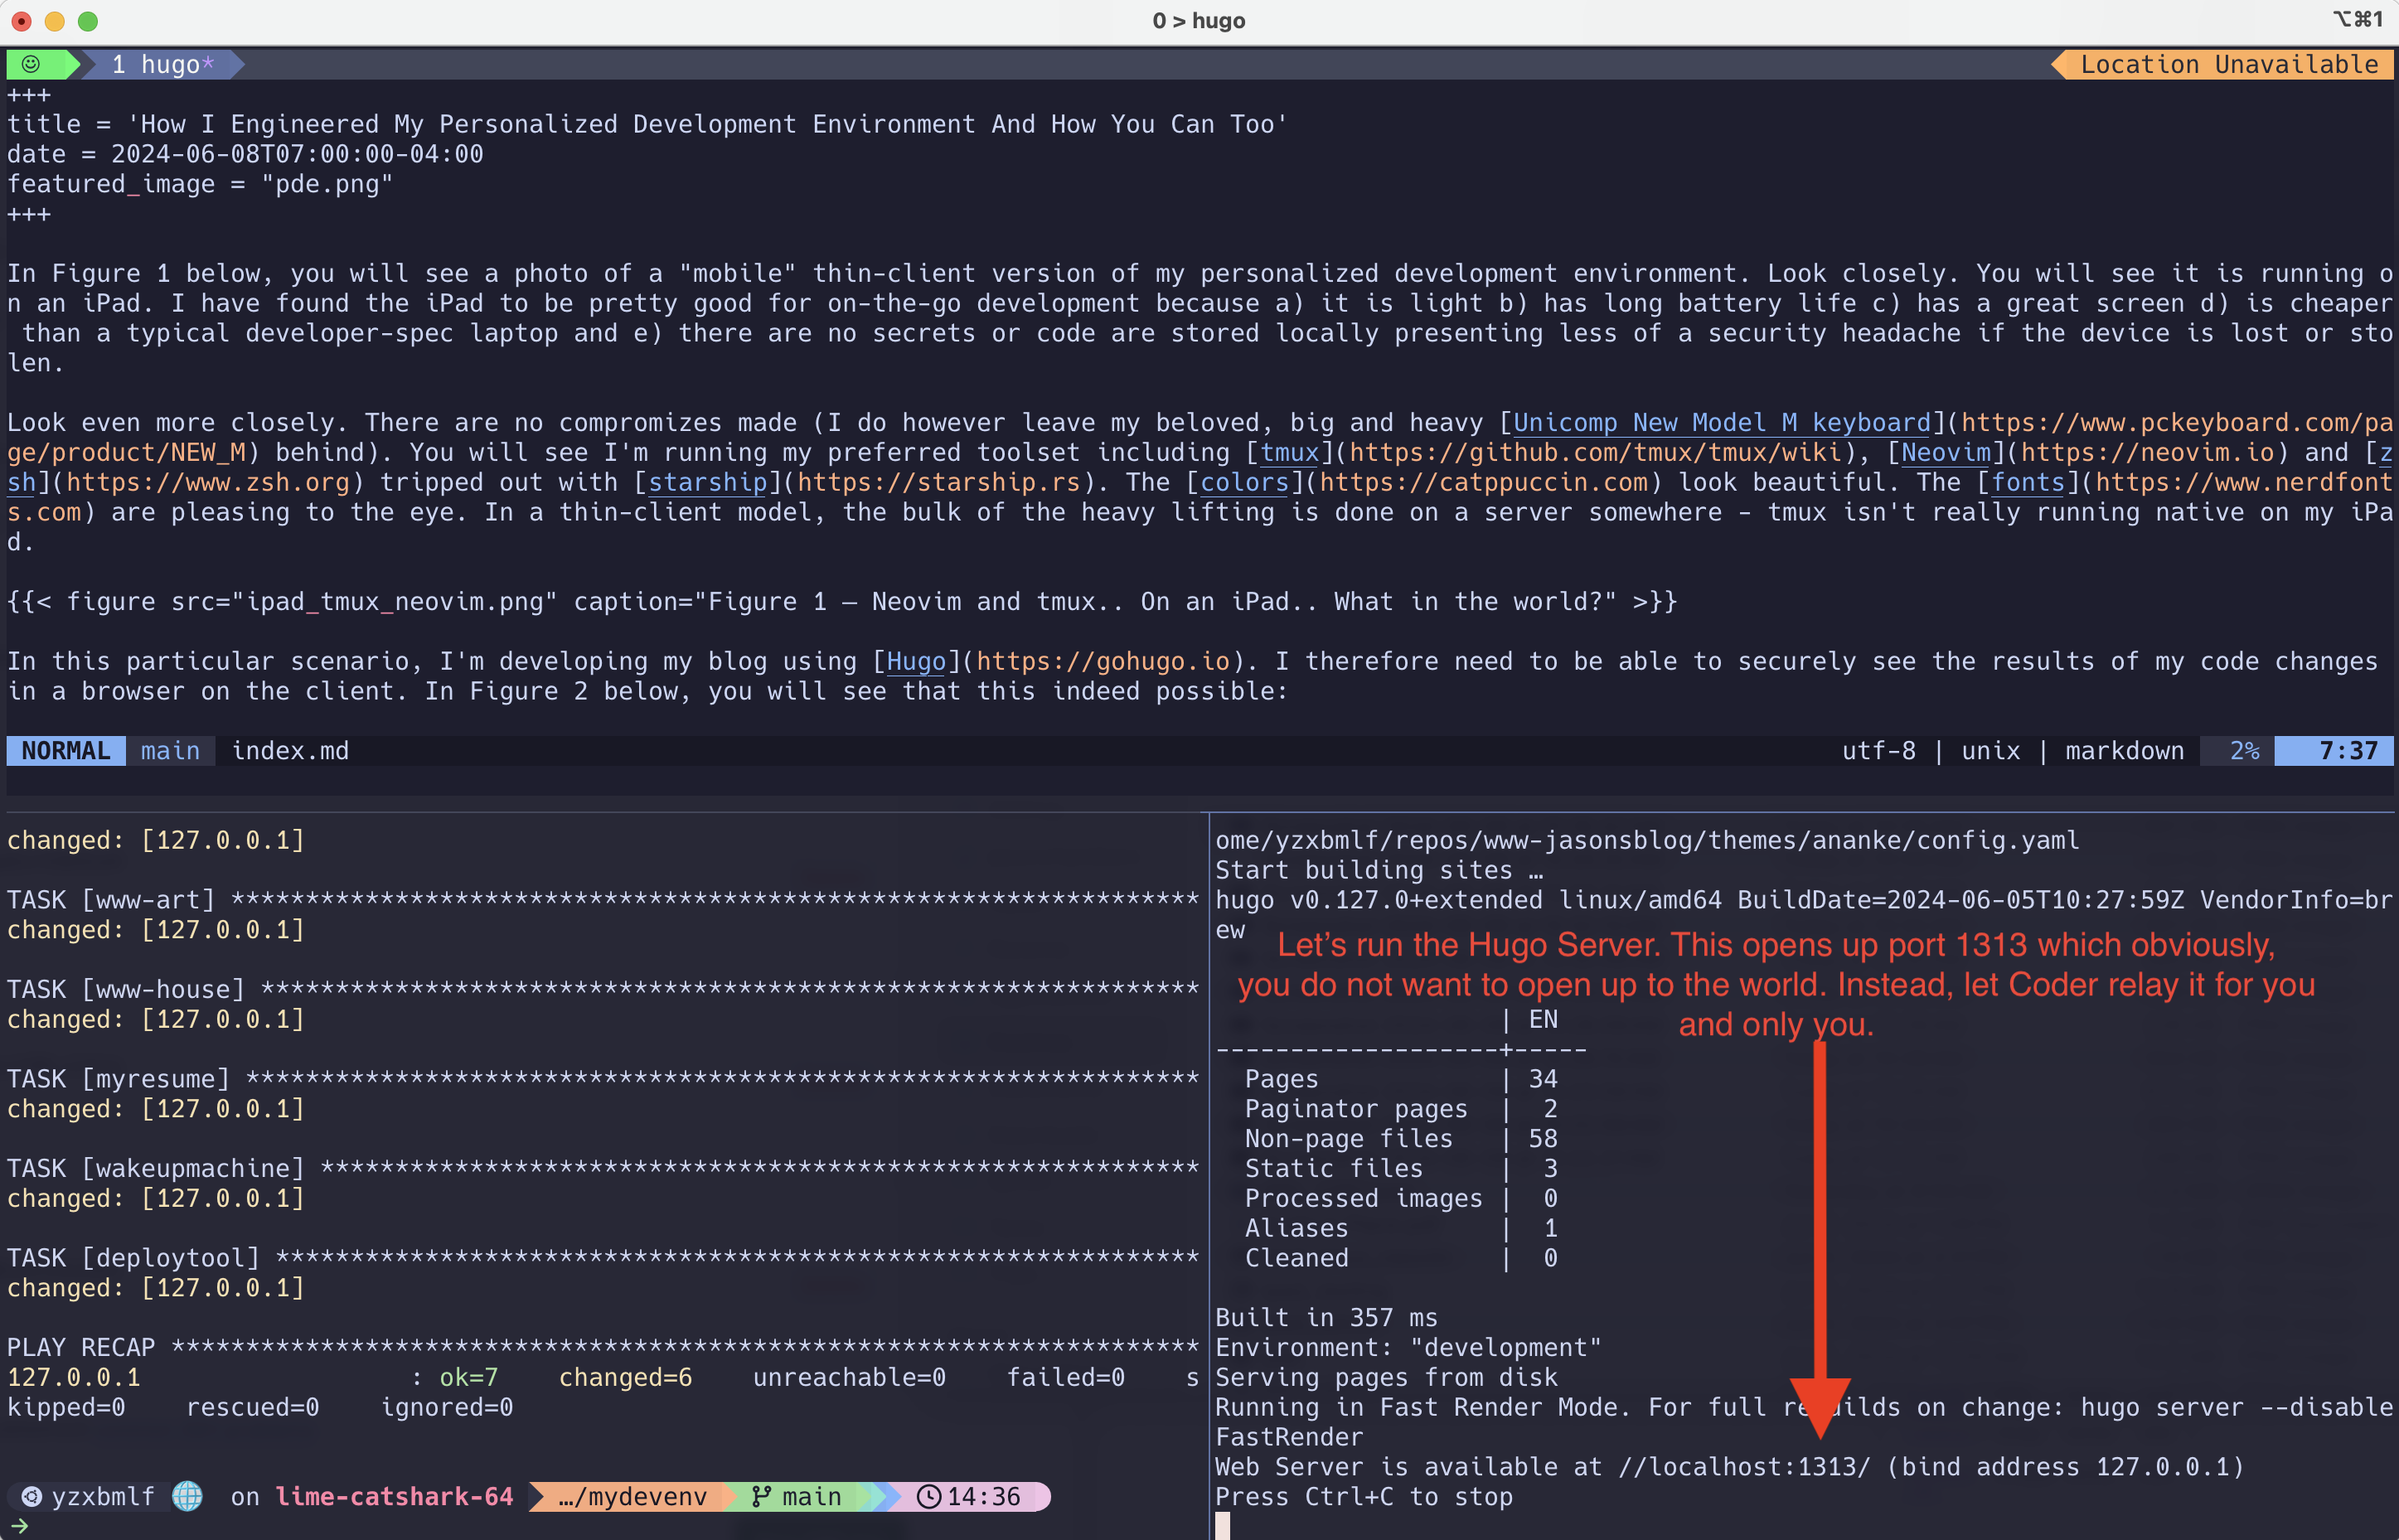 0 > hugo
⌥⌘1
1 hugo*
Location Unavailable
+++
title = 'How I Engineered My Personalized Development Environment And How You Can Too'
date = 2024-06-08T07:00:00-04:00
featured_image = "pde.png"
+++
In Figure 1 below, you will see a photo of a "mobile" thin-client version of my personalized development environment. Look closely. You will see it is running o
n an iPad. I have found the iPad to be pretty good for on-the-go development because a) it is light b) has long battery life c) has a great screen d) is cheaper
 than a typical developer-spec laptop and e) there are no secrets or code are stored locally presenting less of a security headache if the device is lost or sto
len.
Look even more closely. There are no compromizes made (I do however leave my beloved, big and heavy [Unicomp New Model M keyboard](https://www.pckeyboard.com/pa
ge/product/NEW_M) behind). You will see I'm running my preferred toolset including [tmux](https://github.com/tmux/tmux/wiki), [Neovim](https://neovim.io) and [z
sh](https://www.zsh.org) tripped out with [starship](https://starship.rs). The [colors](https://catppuccin.com) look beautiful. The [fonts](https://www.nerdfont
s.com) are pleasing to the eye. In a thin-client model, the bulk of the heavy lifting is done on a server somewhere - tmux isn't really running native on my iPa
d.
{{< figure src="ipad_tmux_neovim.png" caption="Figure 1 – Neovim and tmux.. On an iPad.. What in the world?" >}}
In this particular scenario, I'm developing my blog using [Hugo](https://gohugo.io). I therefore need to be able to securely see the results of my code changes
in a browser on the client. In Figure 2 below, you will see that this indeed possible:
NORMAL main index.md
utf-8 | unix | markdown 2% 7:37
changed: [127.0.0.1]
TASK [www-art] *****************************************************************
changed: [127.0.0.1]
TASK [www-house] ***************************************************************
changed: [127.0.0.1]
TASK [myresume] ****************************************************************
changed: [127.0.0.1]
TASK [wakeupmachine] ***********************************************************
changed: [127.0.0.1]
TASK [deploytool] **************************************************************
changed: [127.0.0.1]
PLAY RECAP *********************************************************************
127.0.0.1 : ok=7 changed=6 unreachable=0 failed=0 s
kipped=0 rescued=0 ignored=0
yzxbmlf on lime-catshark-64 …/mydevenv main 14:36
→
ome/yzxbmlf/repos/www-jasonsblog/themes/ananke/config.yaml
Start building sites …
hugo v0.127.0+extended linux/amd64 BuildDate=2024-06-05T10:27:59Z VendorInfo=br
ew
Let's run the Hugo Server. This opens up port 1313 which obviously,
you do not want to open up to the world. Instead, let Coder relay it for you
and only you.
| EN
-------------------+-----
Pages | 34
Paginator pages | 2
Non-page files | 58
Static files | 3
Processed images | 0
Aliases | 1
Cleaned | 0
Built in 357 ms
Environment: "development"
Serving pages from disk
Running in Fast Render Mode. For full rebuilds on change: hugo server --disable
FastRender
Web Server is available at //localhost:1313/ (bind address 127.0.0.1)
Press Ctrl+C to stop